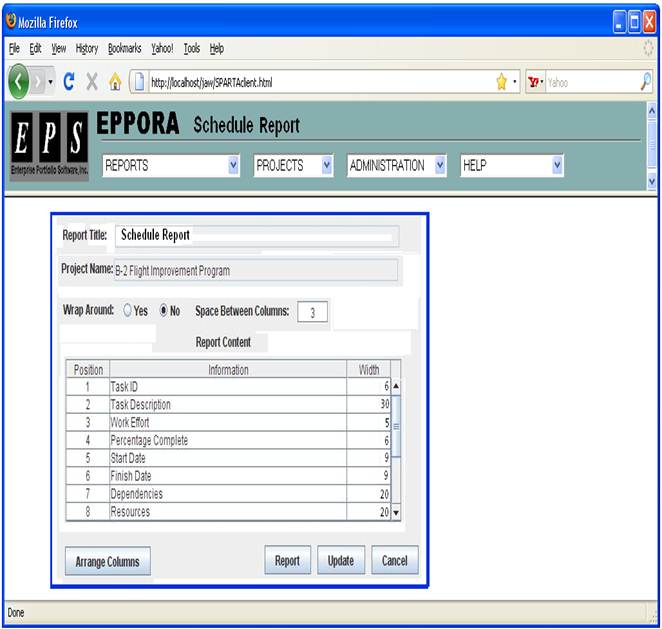 Mozilla Firefox
File Edit View History Bookmarks Yahoo! Tools Help
http://localhost/jaw/SPARTAclient.html Y! Yahoo
EPS EPPORA Schedule Report
Enterprise Portfolio Software, Inc.
REPORTS PROJECTS ADMINISTRATION HELP
Report Title: Schedule Report
Project Name: B-2 Flight Improvement Program
Wrap Around: Yes No Space Between Columns: 3
Report Content
Position Information Width
1 Task ID 6
2 Task Description 30
3 Work Effort 5
4 Percentage Complete 6
5 Start Date 9
6 Finish Date 9
7 Dependencies 20
8 Resources 20
Arrange Columns Report Update Cancel
Done